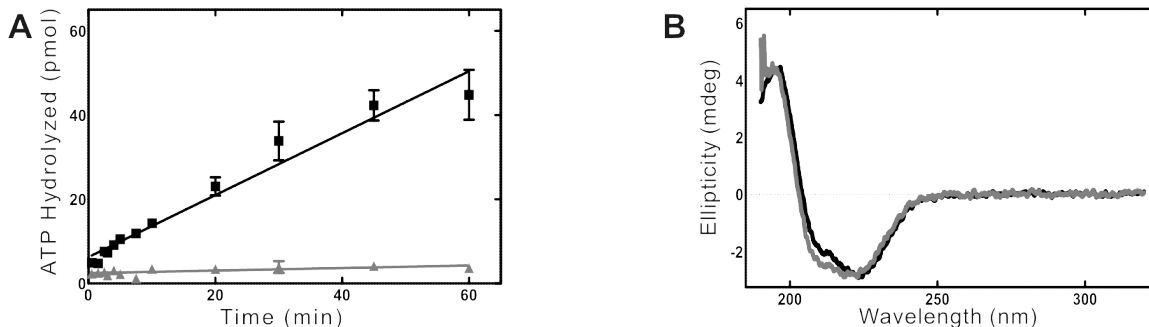 A
ATP Hydrolyzed (pmol)
60
40
20
0
0 20 40 60
Time (min)
B
Ellipticity (mdeg)
6
4
2
0
-2
200 250 300
Wavelength (nm)